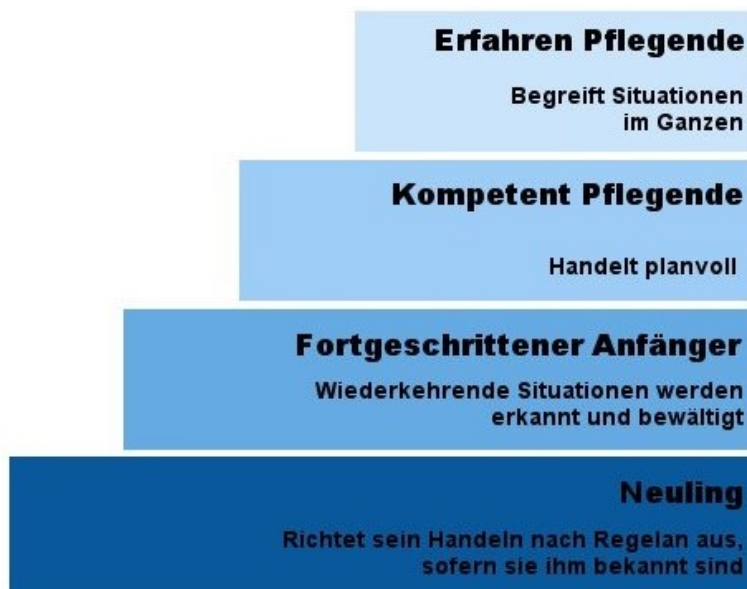 Erfahren Pflegende
Begreift Situationen
im Ganzen
Kompetent Pflegende
Handelt planvoll
Fortgeschrittener Anfänger
Wiederkehrende Situationen werden
erkannt und bewältigt
Neuling
Richtet sein Handeln nach Regelan aus,
sofern sie ihm bekannt sind